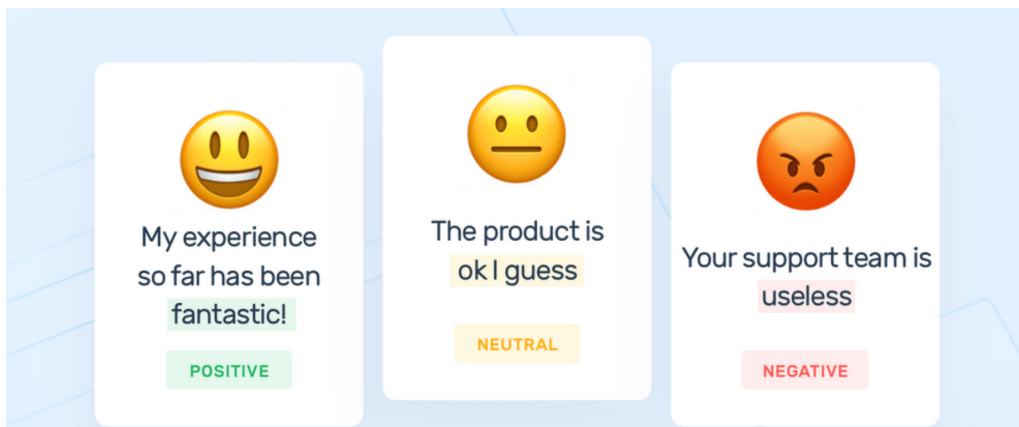 My experience
so far has been
fantastic!
POSITIVE
The product is
ok I guess
NEUTRAL
Your support team is
useless
NEGATIVE